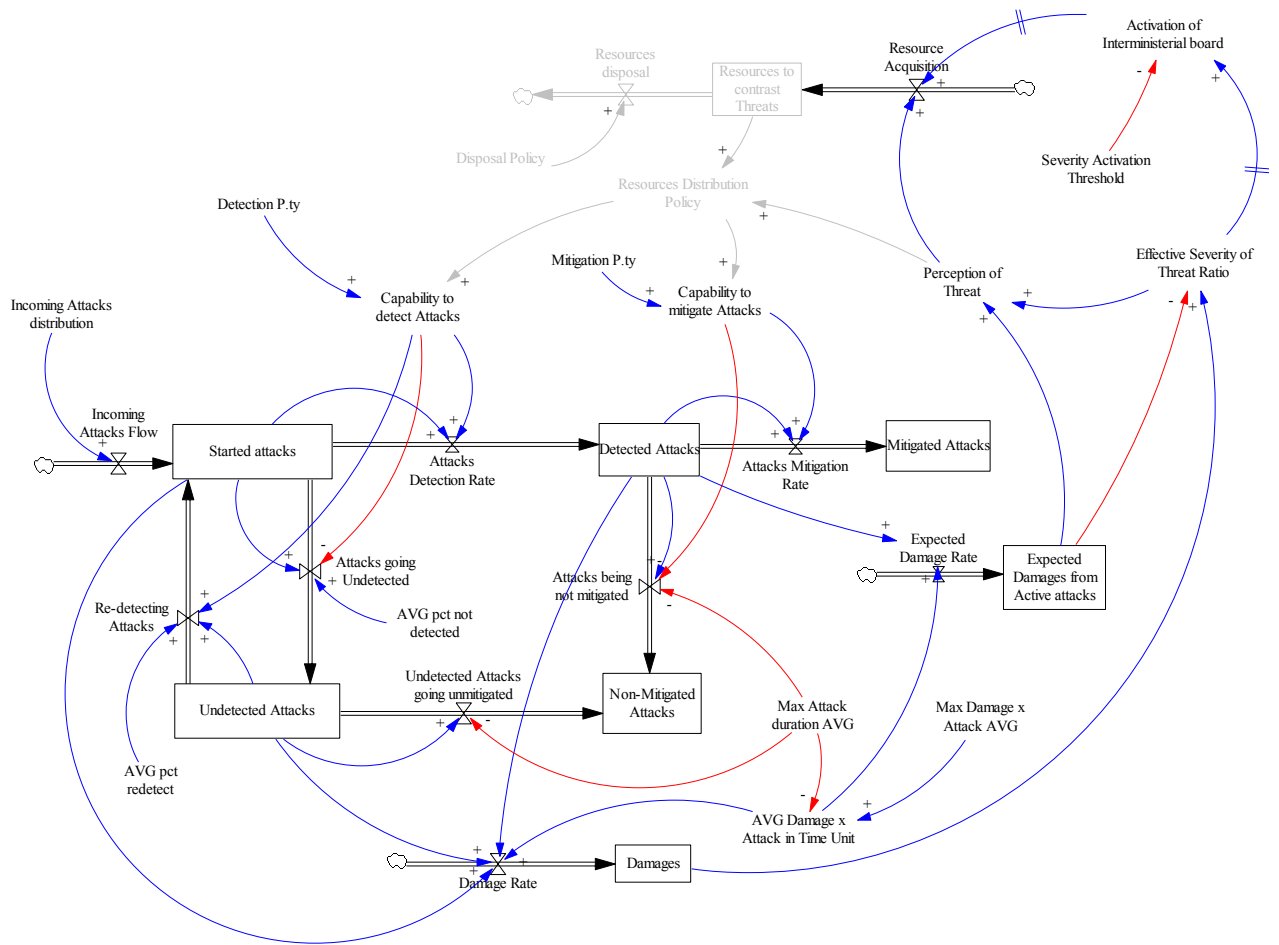 Activation of
Interministerial board
Resources
disposal
Resources to
contrast
Threats
Resource
Acquisition
Disposal Policy
Severity Activation
Threshold
Resources Distribution
Policy
Detection P.ty
Mitigation P.ty
Effective Severity of
Threat Ratio
Perception of
Threat
Capability to
detect Attacks
Capability to
mitigate Attacks
Incoming Attacks
distribution
Incoming
Attacks Flow
Started attacks
Attacks
Detection Rate
Detected Attacks
Attacks Mitigation
Rate
Mitigated Attacks
Attacks going
Undetected
Attacks being
not mitigated
Expected
Damage Rate
Expected
Damages from
Active attacks
Re-detecting
Attacks
AVG pct not
detected
Undetected Attacks
Undetected Attacks
going unmitigated
Non-Mitigated
Attacks
Max Attack
duration AVG
Max Damage x
Attack AVG
AVG pct
redetect
AVG Damage x
Attack in Time Unit
Damage Rate
Damages